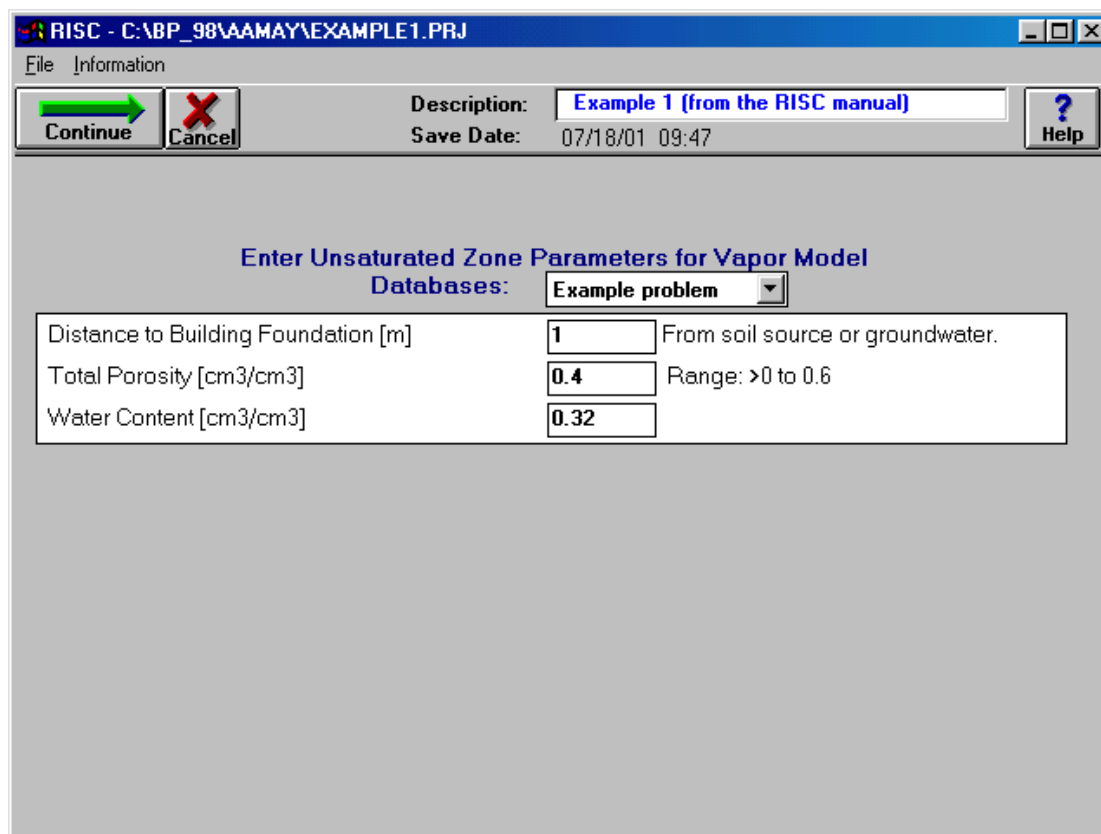 RISC - C:\BP_98\AAMAY\EXAMPLE1.PRJ
File Information
Continue
Cancel
Description: Example 1 (from the RISC manual)
Save Date: 07/18/01 09:47
? Help
Enter Unsaturated Zone Parameters for Vapor Model
Databases: Example problem
Distance to Building Foundation [m] 1 From soil source or groundwater.
Total Porosity [cm3/cm3] 0.4 Range: >0 to 0.6
Water Content [cm3/cm3] 0.32